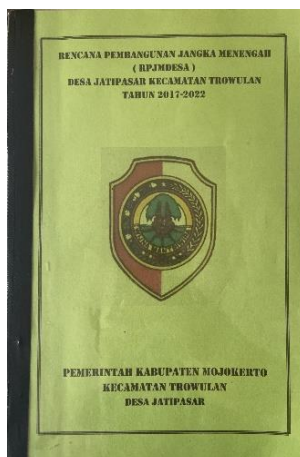 RENCANA PEMBANGUNAN JANGKA MENENGAH
( RPJMDESA )
DESA JATIPASAR KECAMATAN TROWULAN
TAHUN 2017-2022
PEMERINTAH KABUPATEN MOJOKERTO
KECAMATAN TROWULAN
DESA JATIPASAR